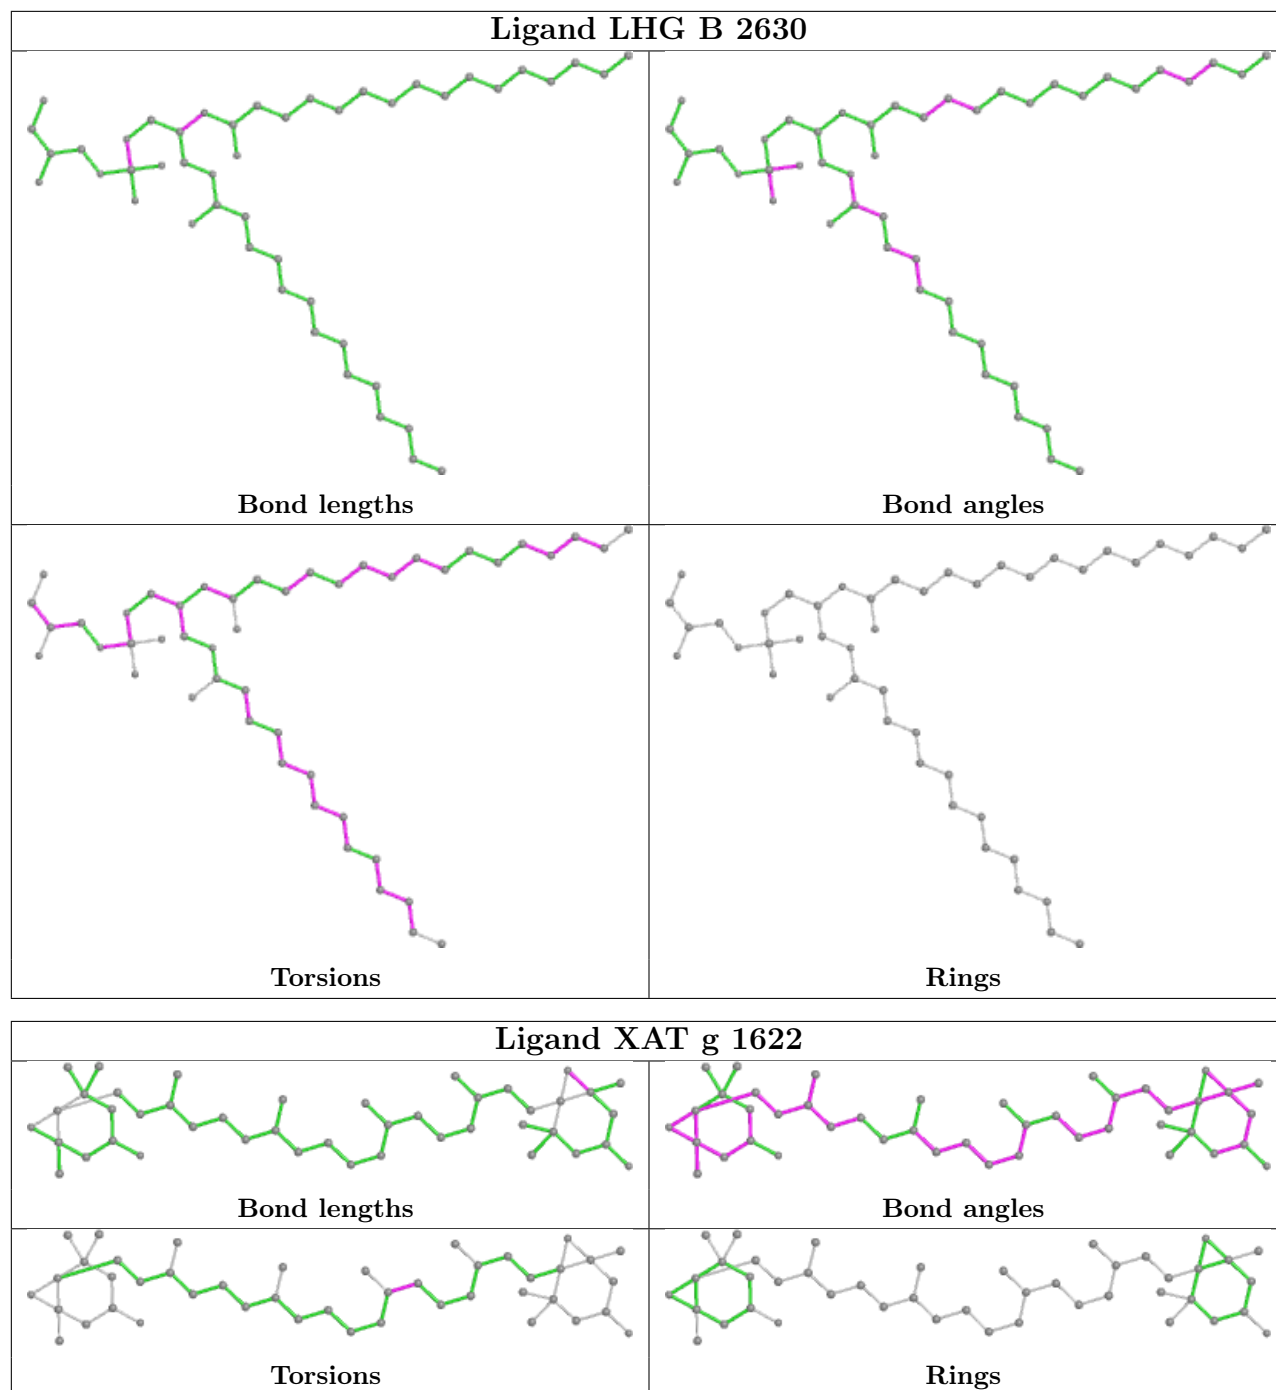 Ligand LHG B 2630
Bond lengths
Bond angles
Torsions
Rings
Ligand XAT g 1622
Bond lengths
Bond angles
Torsions
Rings